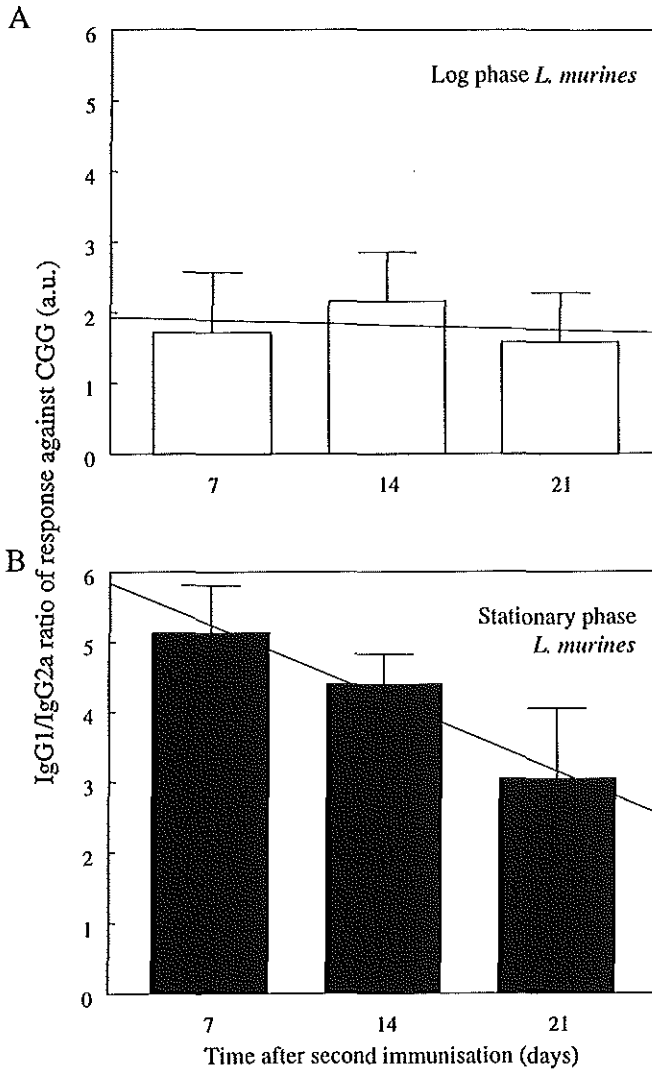 A
6
5
4
3
2
1
0
Log phase L. murines
7
14
21
IgG1/IgG2a ratio of response against CGG (a.u.)
B
6
5
4
3
2
1
0
Stationary phase
L. murines
7
14
21
Time after second immunisation (days)